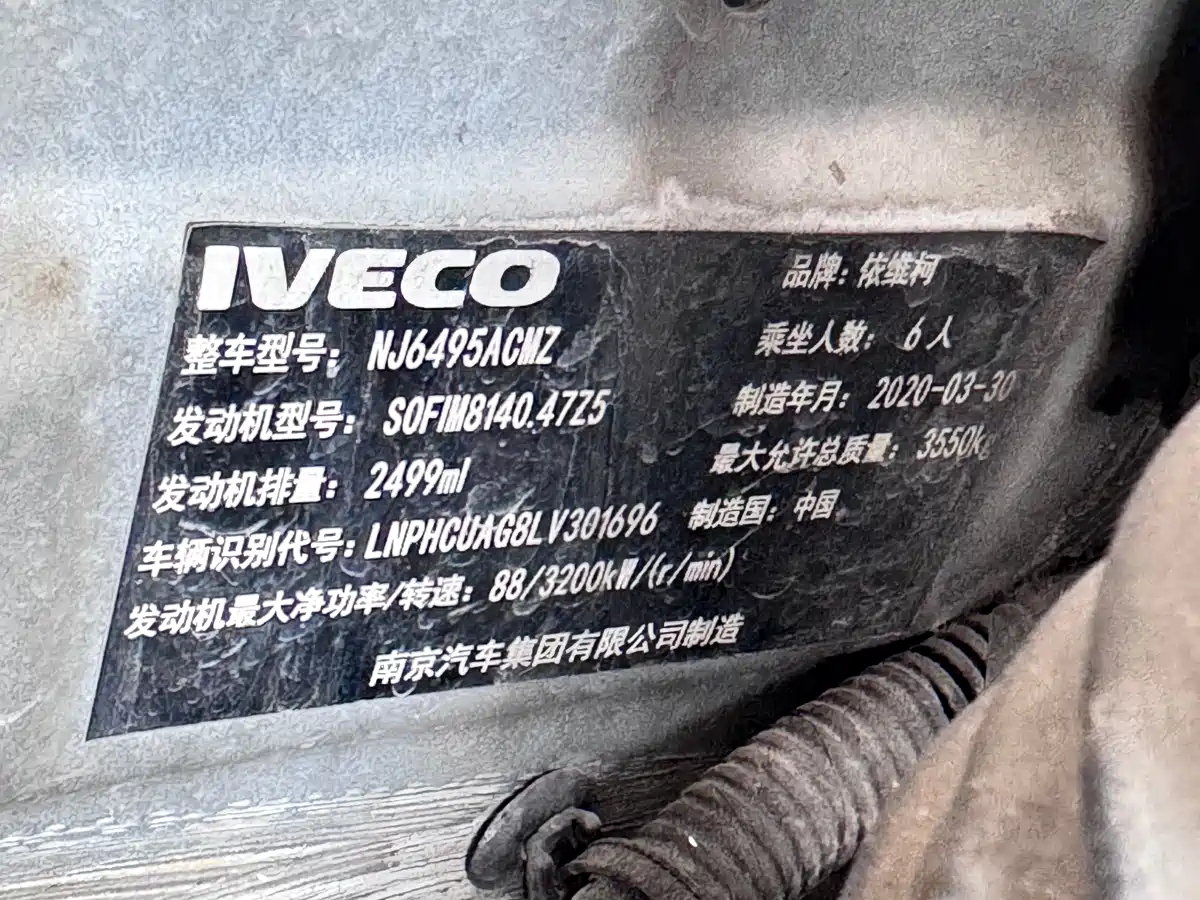 IVECO
品牌：依维柯
整车型号：NJ6495ACMZ
乘坐人数：6人
发动机型号：SOFIM8140.47Z5
制造年月：2020-03-30
发动机排量：2499ml
最大允许总质量：3550kg
车辆识别代号：LNPHCUAG8LV301696
制造国：中国
发动机最大净功率/转速：88/3200kW/(r/min)
南京汽车集团有限公司制造